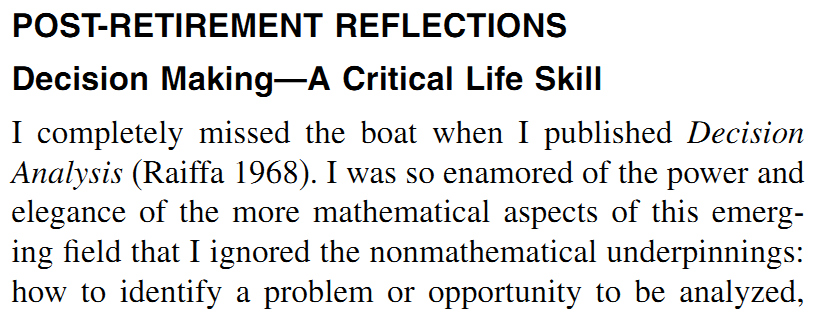 POST-RETIREMENT REFLECTIONS
Decision Making—A Critical Life Skill
I completely missed the boat when I published Decision
Analysis (Raiffa 1968). I was so enamored of the power and
elegance of the more mathematical aspects of this emerg-
ing field that I ignored the nonmathematical underpinnings:
how to identify a problem or opportunity to be analyzed,